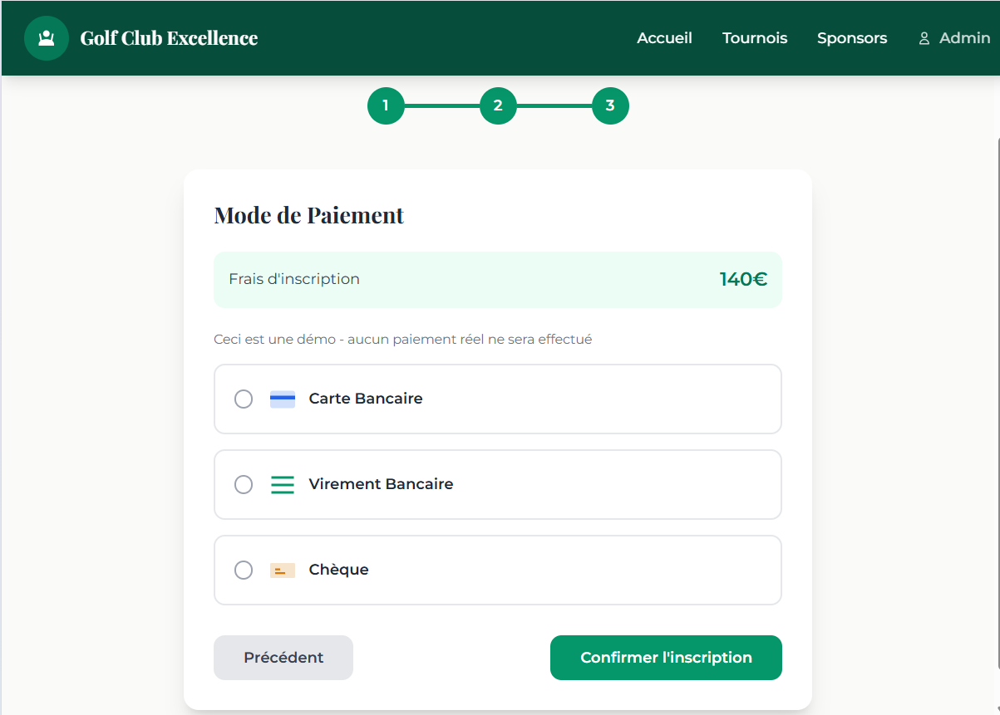 Golf Club Excellence
Accueil
Tournois
Sponsors
Admin
1
2
3
Mode de Paiement
Frais d'inscription
140€
Ceci est une démo - aucun paiement réel ne sera effectué
Carte Bancaire
Virement Bancaire
Chèque
Précédent
Confirmer l'inscription